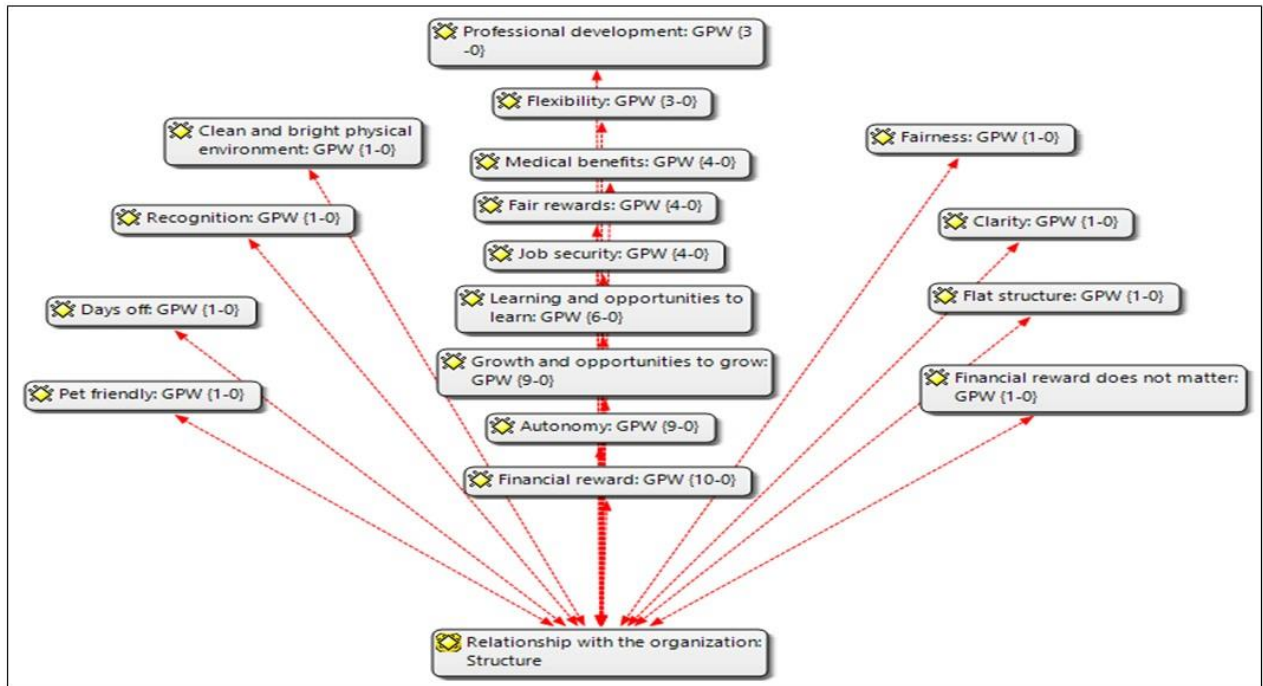 Professional development: GPW {3
-0}
Flexibility: GPW {3-0}
Clean and bright physical
environment: GPW {1-0}
Fairness: GPW {1-0}
Medical benefits: GPW {4-0}
Fair rewards: GPW {4-0}
Recognition: GPW {1-0}
Clarity: GPW {1-0}
Job security: GPW {4-0}
Learning and opportunities to
learn: GPW {6-0}
Days off: GPW {1-0}
Flat structure: GPW {1-0}
Growth and opportunities to grow:
GPW {9-0}
Pet friendly: GPW {1-0}
Financial reward does not matter:
GPW {1-0}
Autonomy: GPW {9-0}
Financial reward: GPW {10-0}
Relationship with the organization:
Structure